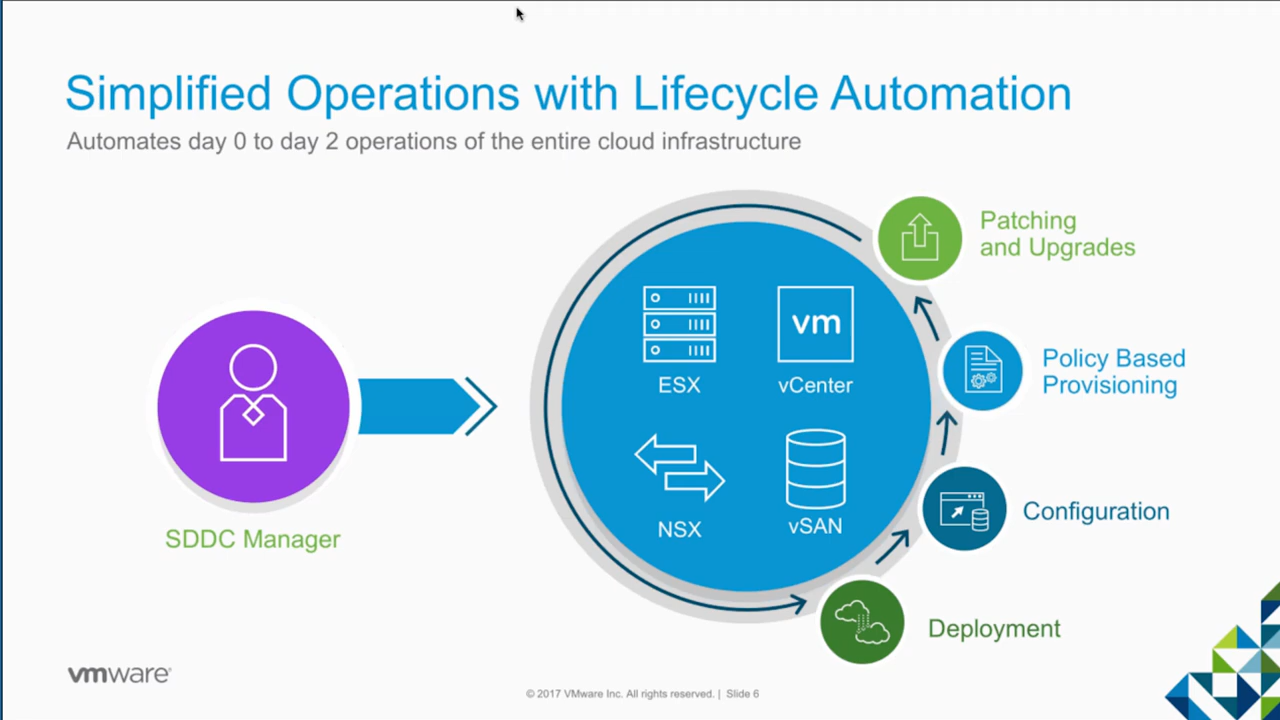 Simplified Operations with Lifecycle Automation
Automates day 0 to day 2 operations of the entire cloud infrastructure
Patching
and Upgrades
vm
ESX
vCenter
Policy Based
Provisioning
NSX
vSAN
Configuration
SDDC Manager
Deployment
vmware®
© 2017 VMware Inc. All rights reserved. | Slide 6